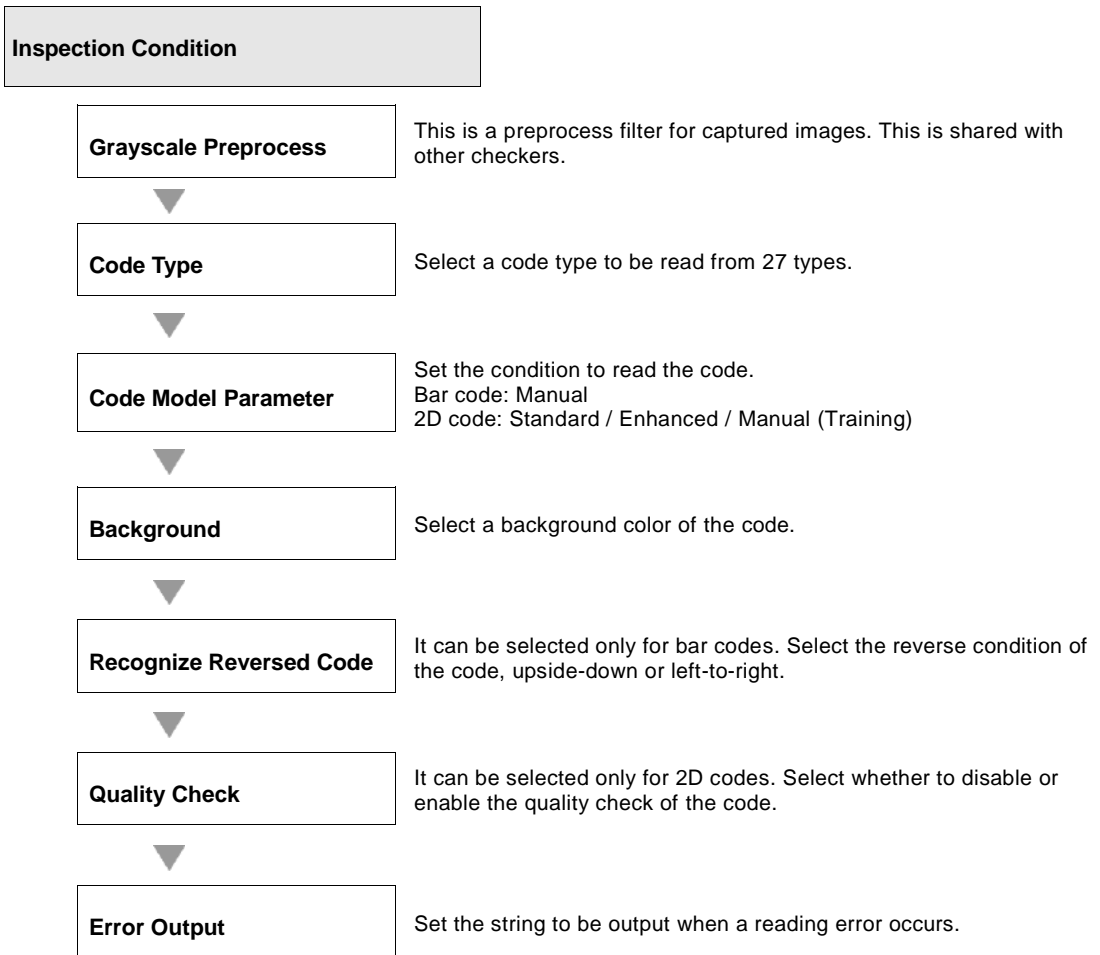 Inspection Condition
Grayscale Preprocess
This is a preprocess filter for captured images. This is shared with
other checkers.
Code Type
Select a code type to be read from 27 types.
Code Model Parameter
Set the condition to read the code.
Bar code: Manual
2D code: Standard / Enhanced / Manual (Training)
Background
Select a background color of the code.
Recognize Reversed Code
It can be selected only for bar codes. Select the reverse condition of
the code, upside-down or left-to-right.
Quality Check
It can be selected only for 2D codes. Select whether to disable or
enable the quality check of the code.
Error Output
Set the string to be output when a reading error occurs.